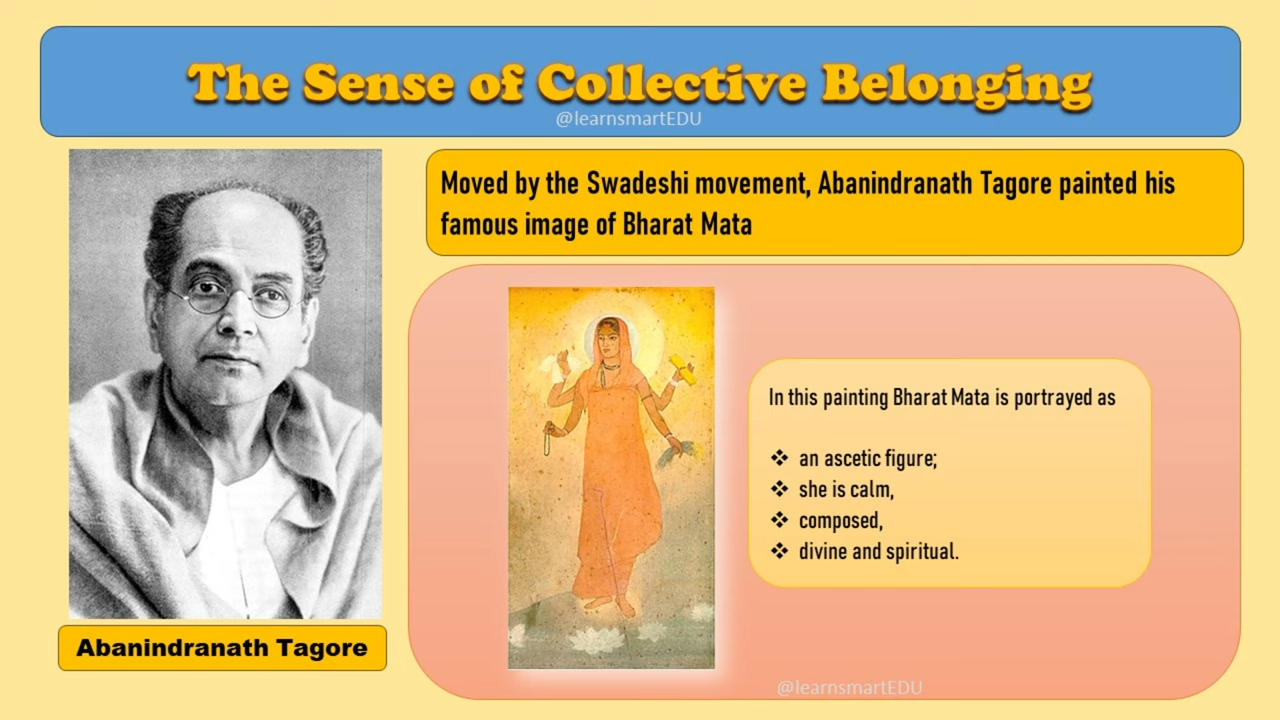 The Sense of Collective Belonging
@learnsmartEDU
Moved by the Swadeshi movement, Abanindranath Tagore painted his
famous image of Bharat Mata
In this painting Bharat Mata is portrayed as
❖ an ascetic figure;
❖ she is calm,
❖ composed,
❖ divine and spiritual.
Abanindranath Tagore
@learnsmartEDU